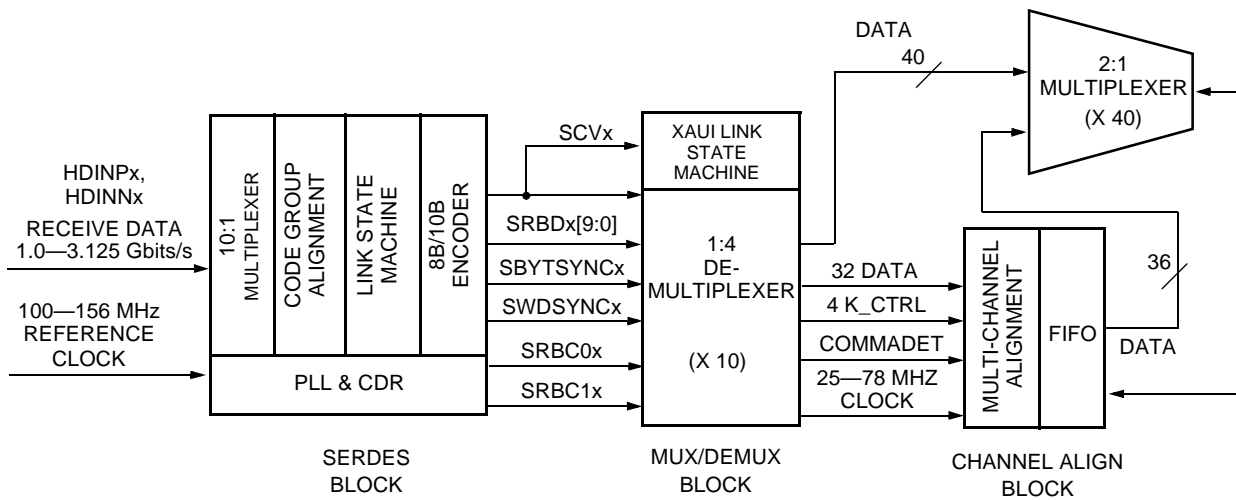 DATA
40
2:1
MULTIPLEXER
(X 40)
SCVx
XAUI LINK
STATE
MACHINE
HDINPx,
HDINNx
RECEIVE DATA
1.0—3.125 Gbits/s
10:1
MULTIPLEXER
CODE GROUP
ALIGNMENT
LINK STATE
MACHINE
8B/10B
ENCODER
SRBDx[9:0]
SBYTSYNCx
SWDSYNCx
1:4
DE-
MULTIPLEXER
(X 10)
32 DATA
4 K_CTRL
COMMADET
25—78 MHZ
CLOCK
MULTI-CHANNEL
ALIGNMENT
FIFO
36
DATA
100—156 MHz
REFERENCE
CLOCK
PLL & CDR
SRBC0x
SRBC1x
SERDES
BLOCK
MUX/DEMUX
BLOCK
CHANNEL ALIGN
BLOCK